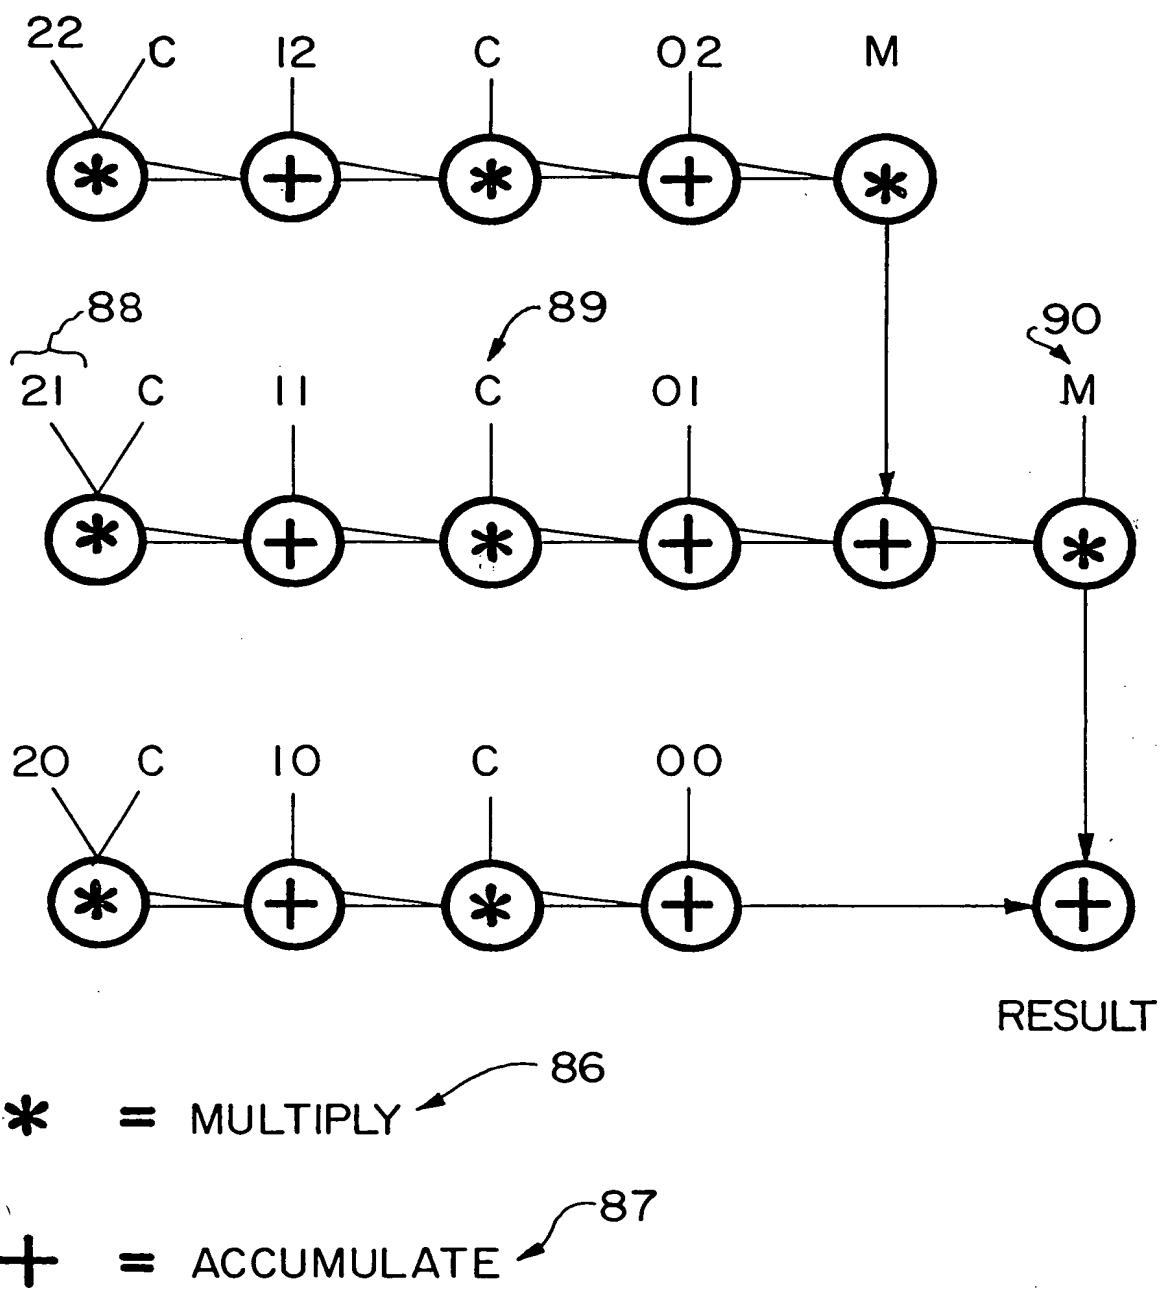 22 C 12 C 02 M
* + * + *
88 89 90
21 C 11 C 01 M
* + * + + *
20 C 10 C 00
* + * + +
RESULT
86
* = MULTIPLY
87
+ = ACCUMULATE